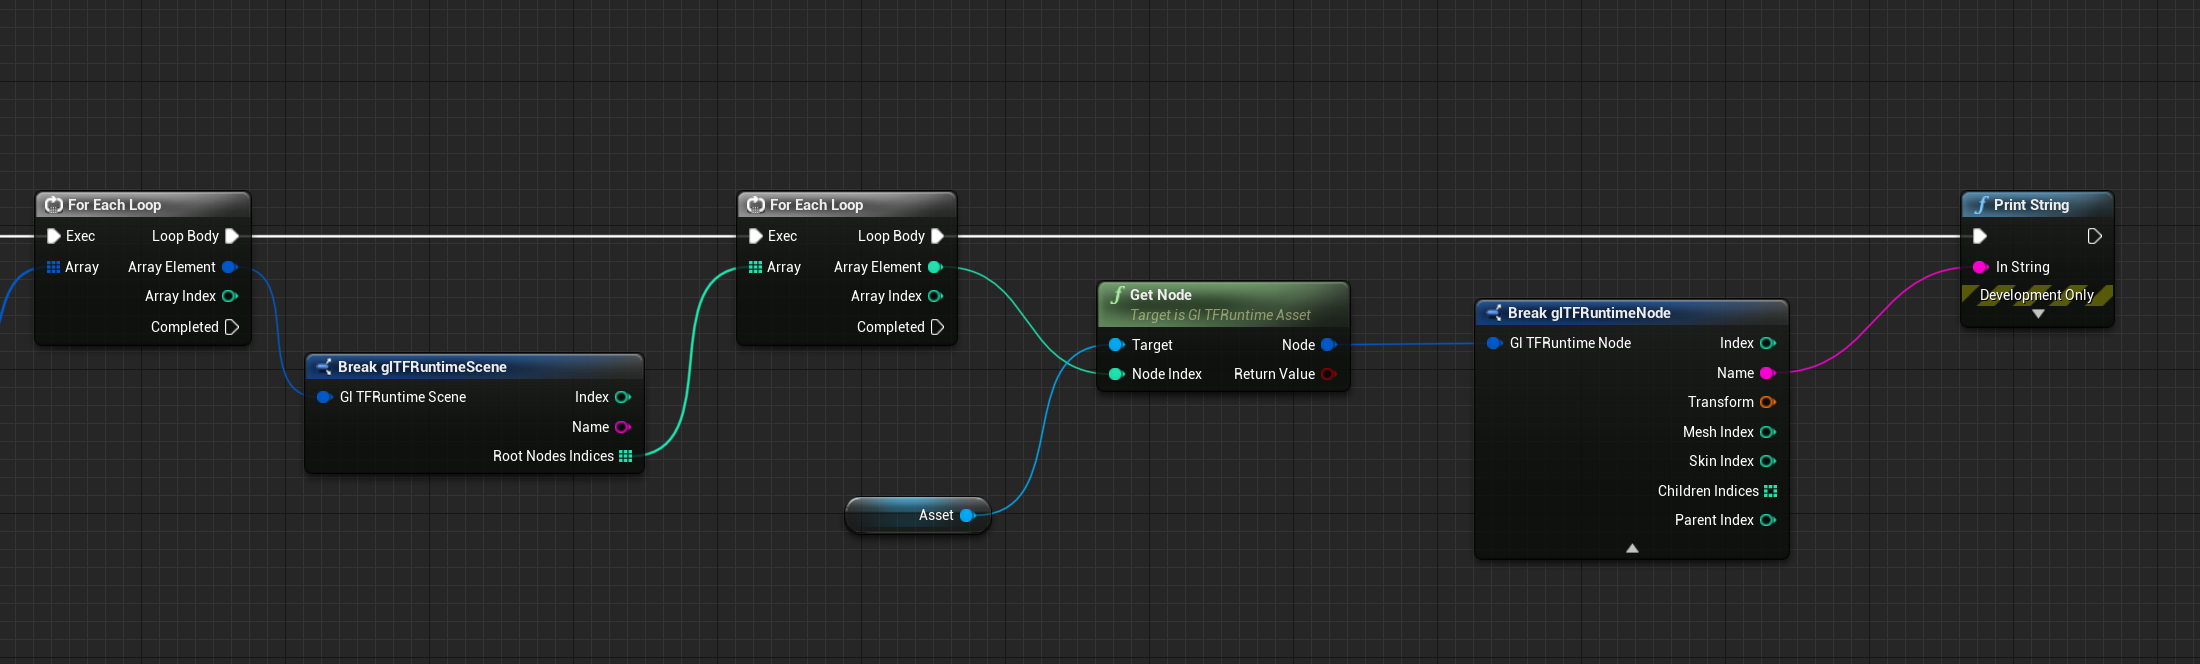 For Each Loop
Exec
Loop Body
Array
Array Element
Array Index
Completed
Break glTFRuntimeScene
Gl TFRuntime Scene
Index
Name
Root Nodes Indices
For Each Loop
Exec
Loop Body
Array
Array Element
Array Index
Completed
Asset
f Get Node
Target is Gl TFRuntime Asset
Target
Node
Node Index
Return Value
Break glTFRuntimeNode
Gl TFRuntime Node
Index
Name
Transform
Mesh Index
Skin Index
Children Indices
Parent Index
f Print String
In String
Development Only